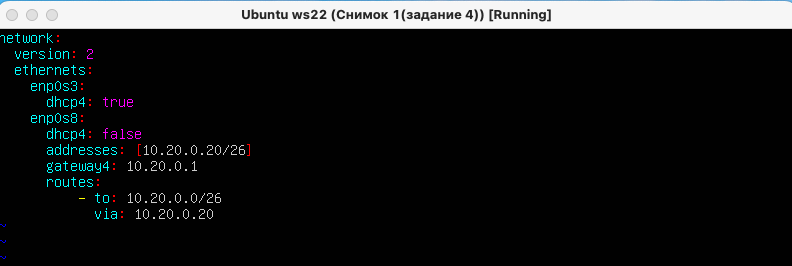 Ubuntu ws22 (Снимок 1(задание 4)) [Running]
network:
  version: 2
  ethernets:
    enp0s3:
      dhcp4: true
    enp0s8:
      dhcp4: false
      addresses: [10.20.0.20/26]
      gateway4: 10.20.0.1
      routes:
          - to: 10.20.0.0/26
            via: 10.20.0.20
~
~
~